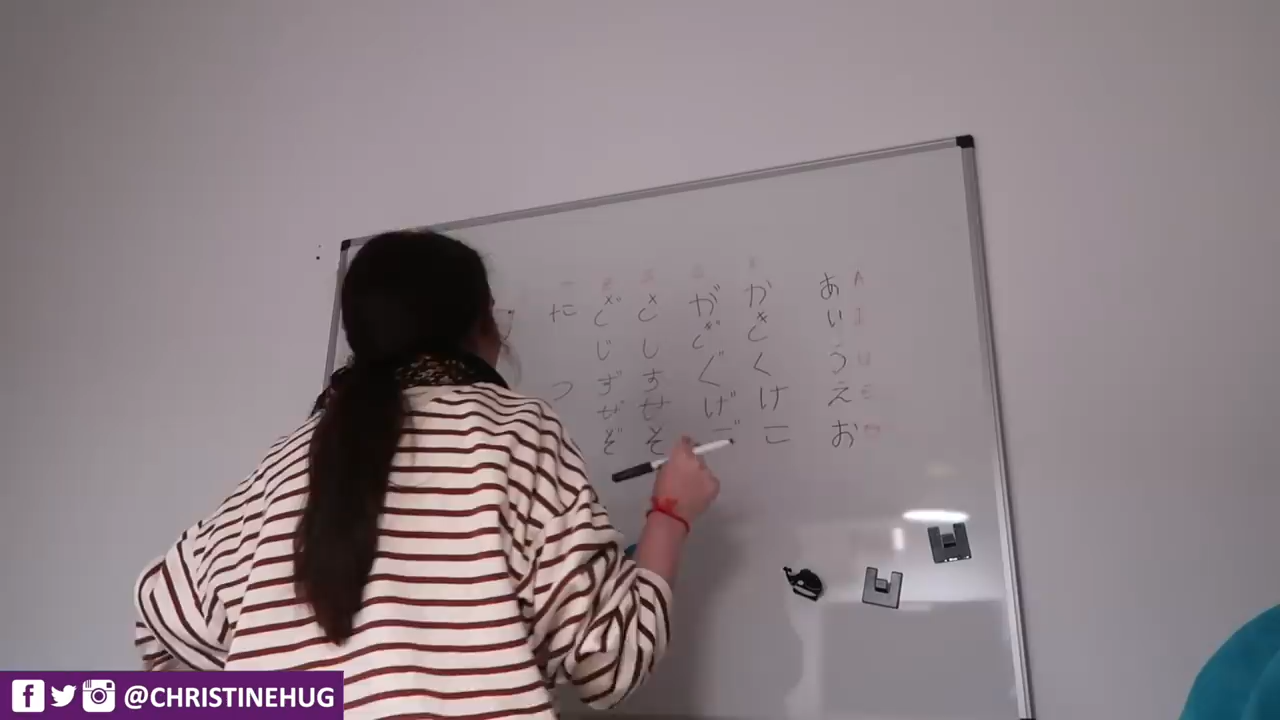 A I U E
あいうえお
かきくけこ
がぎぐげご
さしすせそ
ざじずぜぞ
に つ
@CHRISTINEHUG